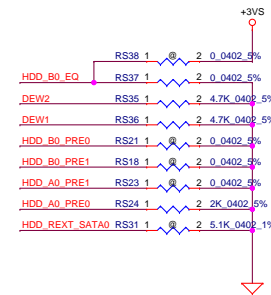 +3VS
RS38 1 @ 2 0_0402_5%
HDD_B0_EQ RS37 1 @ 2 0_0402_5%
DEW2 RS35 1 2 4.7K_0402_5%
DEW1 RS36 1 2 4.7K_0402_5%
HDD_B0_PRE0 RS21 1 @ 2 0_0402_5%
HDD_B0_PRE1 RS18 1 @ 2 0_0402_5%
HDD_A0_PRE1 RS23 1 @ 2 0_0402_5%
HDD_A0_PRE0 RS24 1 @ 2 2K_0402_5%
HDD_REXT_SATA0 RS31 1 @ 2 5.1K_0402_1%